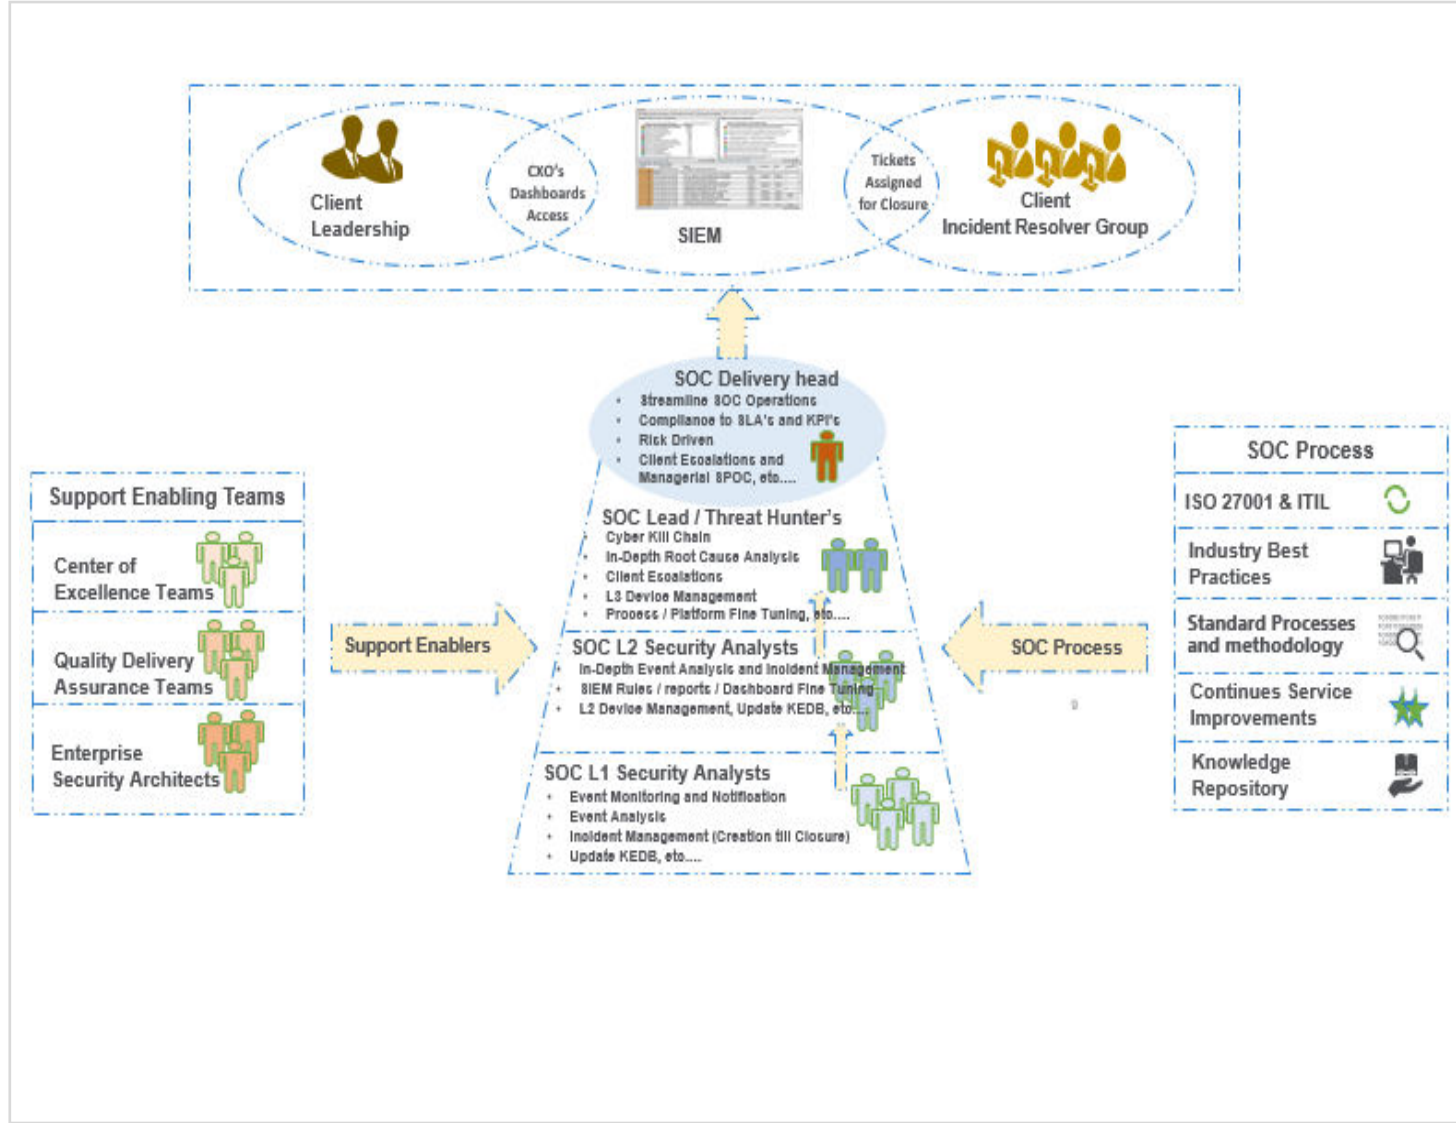 Client
Leadership
CXO's
Dashboards
Access
SIEM
Tickets
Assigned
for Closure
Client
Incident Resolver Group
SOC Delivery head
• Streamline SOC Operations
• Compliance to SLA's and KPI's
• Risk Driven
• Client Escalations and
Managerial SPOC, etc....
SOC Lead / Threat Hunter's
• Cyber Kill Chain
• In-Depth Root Cause Analysis
• Client Escalations
• L3 Device Management
• Process / Platform Fine Tuning, etc....
SOC L2 Security Analysts
• In-Depth Event Analysis and Incident Management
• SIEM Rules / reports / Dashboard Fine Tuning
• L2 Device Management, Update KEDB, etc....
SOC L1 Security Analysts
• Event Monitoring and Notification
• Event Analysis
• Incident Management (Creation till Closure)
• Update KEDB, etc....
Support Enabling Teams
Center of
Excellence Teams
Quality Delivery
Assurance Teams
Enterprise
Security Architects
Support Enablers
SOC Process
9
SOC Process
ISO 27001 & ITIL
Industry Best
Practices
Standard Processes
and methodology
Continues Service
Improvements
Knowledge
Repository